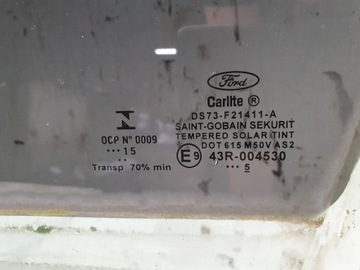 Ford
Carlite ®
DS73-F21411-A
SAINT-GOBAIN SEKURIT
TEMPERED SOLAR TINT
DOT 615 M50V AS2
E9 43R-004530
... 5
OCP Nº 0009
... 15
..
Transp 70% min